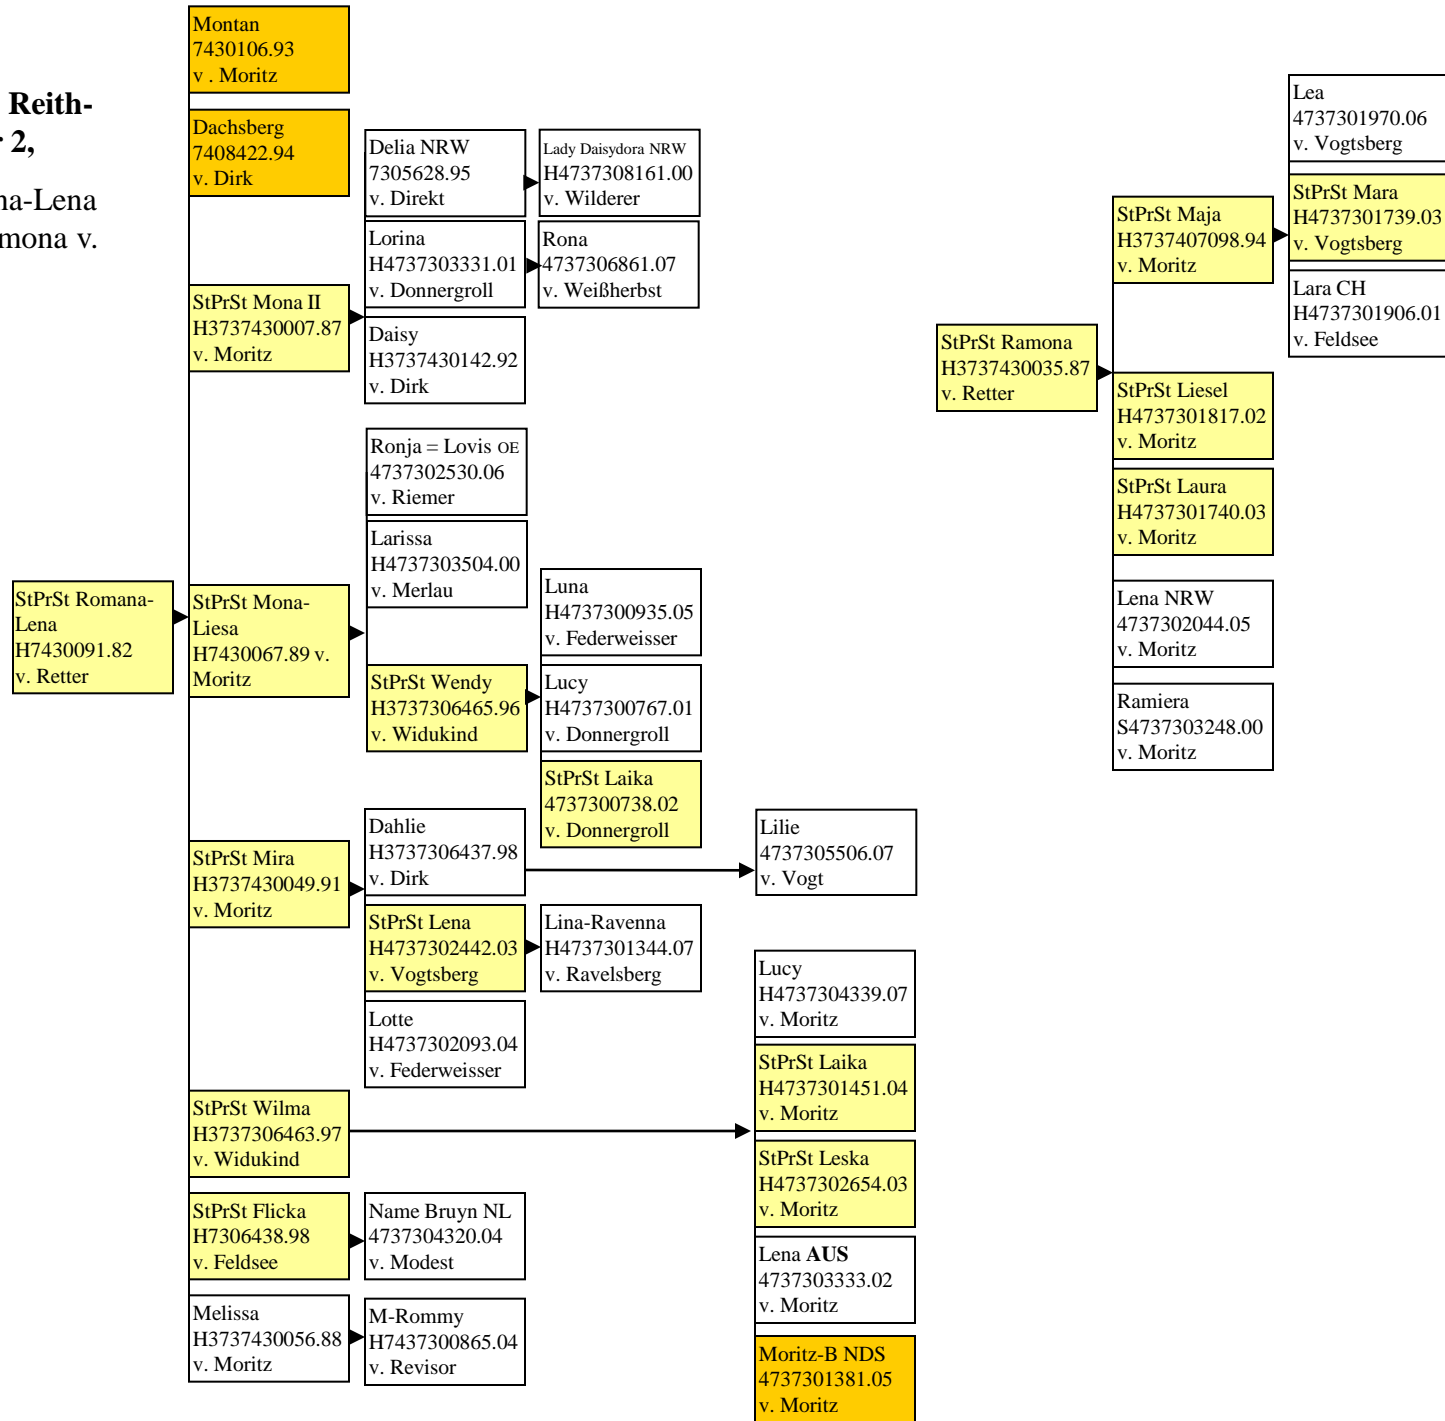 Reith-
r 2,
na-Lena
mona v.
Montan
7430106.93
v . Moritz
Dachsberg
7408422.94
v. Dirk
StPrSt Mona II
H3737430007.87
v. Moritz
Delia NRW
7305628.95
v. Direkt
Lady Daisydora NRW
H4737308161.00
v. Wilderer
Lorina
H4737303331.01
v. Donnergroll
Rona
4737306861.07
v. Weißherbst
Daisy
H3737430142.92
v. Dirk
StPrSt Romana-
Lena
H7430091.82
v. Retter
StPrSt Mona-
Liesa
H7430067.89 v.
Moritz
Ronja = Lovis OE
4737302530.06
v. Riemer
Larissa
H4737303504.00
v. Merlau
StPrSt Wendy
H3737306465.96
v. Widukind
Luna
H4737300935.05
v. Federweisser
Lucy
H4737300767.01
v. Donnergroll
StPrSt Laika
4737300738.02
v. Donnergroll
StPrSt Mira
H3737430049.91
v. Moritz
Dahlie
H3737306437.98
v. Dirk
Lilie
4737305506.07
v. Vogt
StPrSt Lena
H4737302442.03
v. Vogtsberg
Lina-Ravenna
H4737301344.07
v. Ravelsberg
Lotte
H4737302093.04
v. Federweisser
StPrSt Wilma
H3737306463.97
v. Widukind
Lucy
H4737304339.07
v. Moritz
StPrSt Laika
H4737301451.04
v. Moritz
StPrSt Leska
H4737302654.03
v. Moritz
Lena AUS
4737303333.02
v. Moritz
Moritz-B NDS
4737301381.05
v. Moritz
StPrSt Flicka
H7306438.98
v. Feldsee
Name Bruyn NL
4737304320.04
v. Modest
Melissa
H3737430056.88
v. Moritz
M-Rommy
H7437300865.04
v. Revisor
StPrSt Ramona
H3737430035.87
v. Retter
StPrSt Maja
H3737407098.94
v. Moritz
Lea
4737301970.06
v. Vogtsberg
StPrSt Mara
H4737301739.03
v. Vogtsberg
Lara CH
H4737301906.01
v. Feldsee
StPrSt Liesel
H4737301817.02
v. Moritz
StPrSt Laura
H4737301740.03
v. Moritz
Lena NRW
4737302044.05
v. Moritz
Ramiera
S4737303248.00
v. Moritz